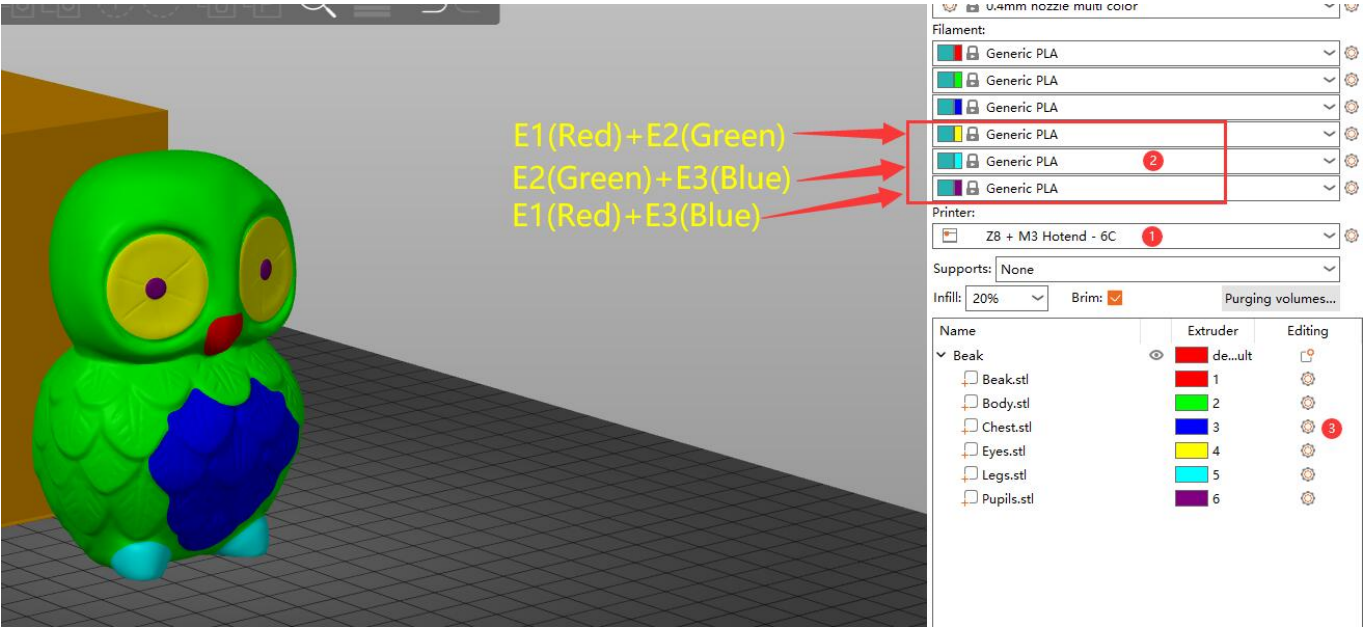 0.4mm nozzle multi color
Filament:
Generic PLA
Generic PLA
Generic PLA
E1(Red)+E2(Green)
Generic PLA
E2(Green)+E3(Blue)
Generic PLA
2
E1(Red)+E3(Blue)
Generic PLA
Printer:
Z8 + M3 Hotend - 6C
1
Supports: None
Infill: 20% Brim: Purging volumes...
Name Extruder Editing
Beak de...ult
Beak.stl 1
Body.stl 2
Chest.stl 3 3
Eyes.stl 4
Legs.stl 5
Pupils.stl 6